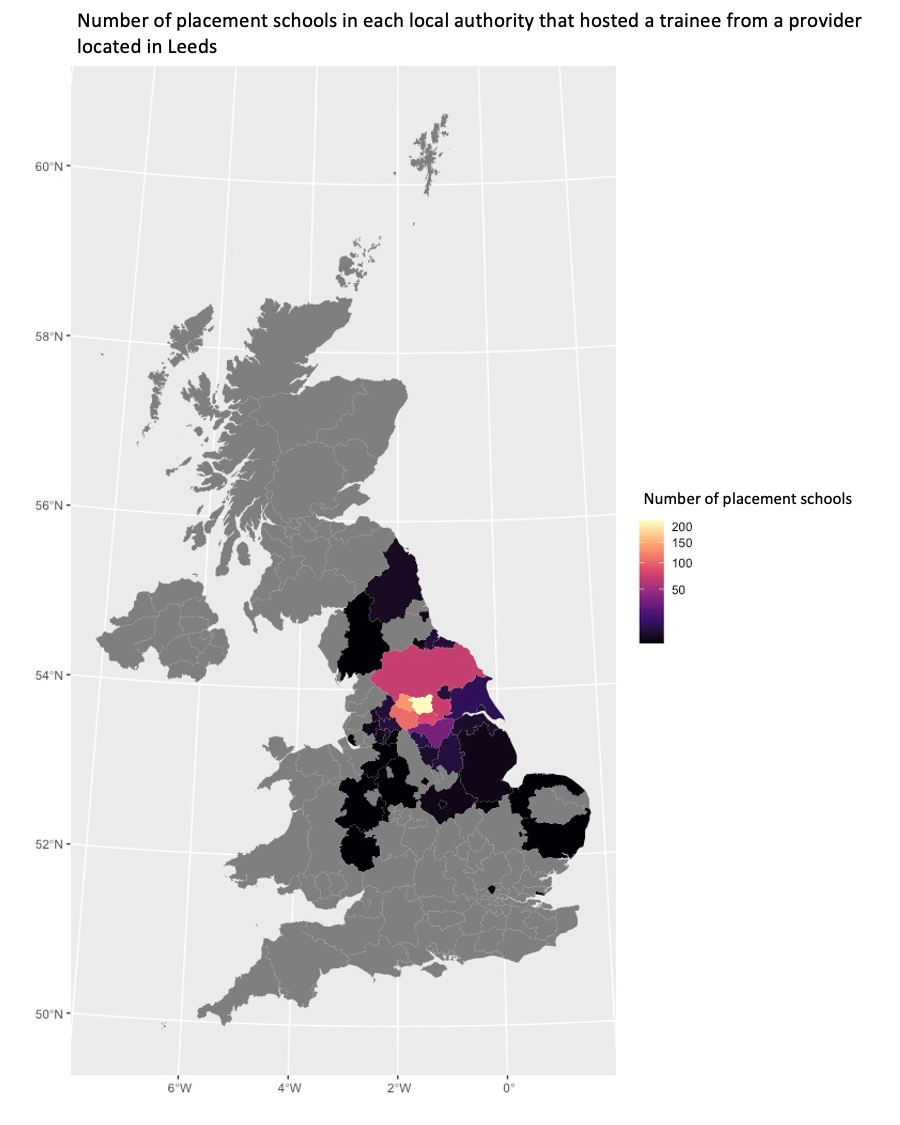 Number of placement schools in each local authority that hosted a trainee from a provider
located in Leeds
60°N
58°N
56°N
54°N
52°N
50°N
6°W
4°W
2°W
0°
Number of placement schools
200
150
100
50